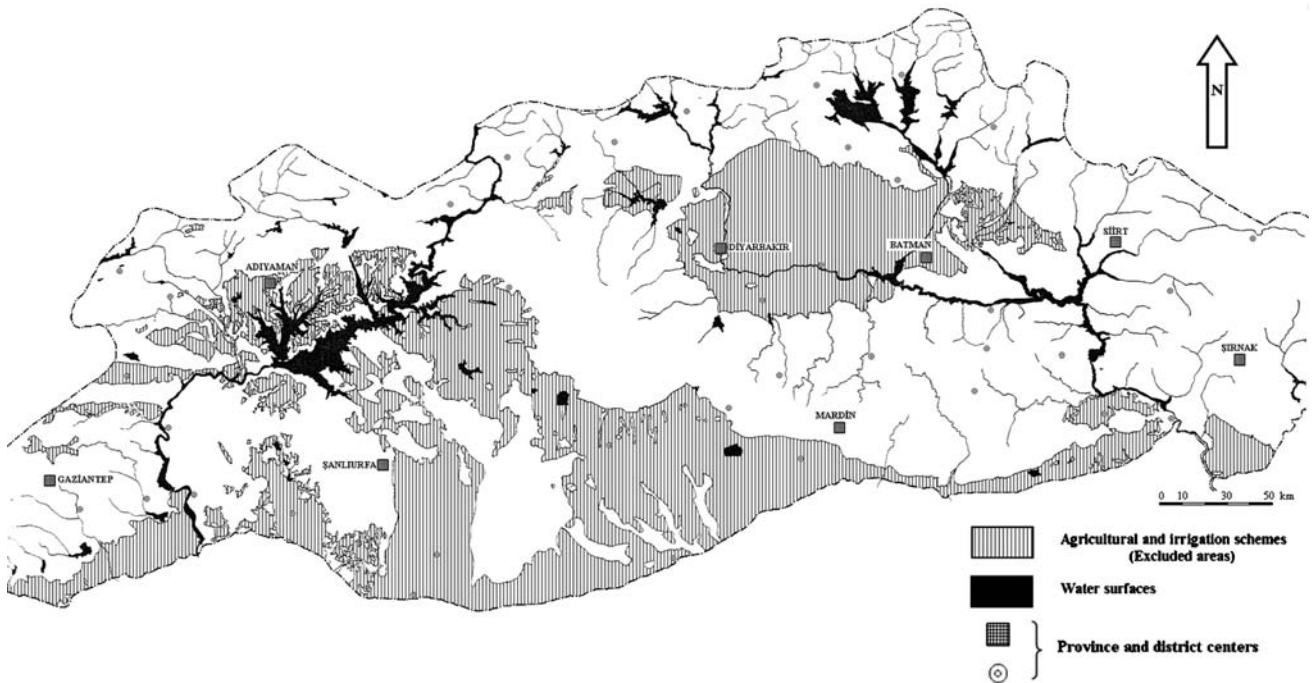 N
SİİRT
DİYARBAKIR
BATMAN
ADIYAMAN
ŞIRNAK
MARDİN
ŞANLIURFA
GAZİANTEP
0 10 20 30 50 km
Agricultural and irrigation schemes
(Excluded areas)
Water surfaces
Province and district centers